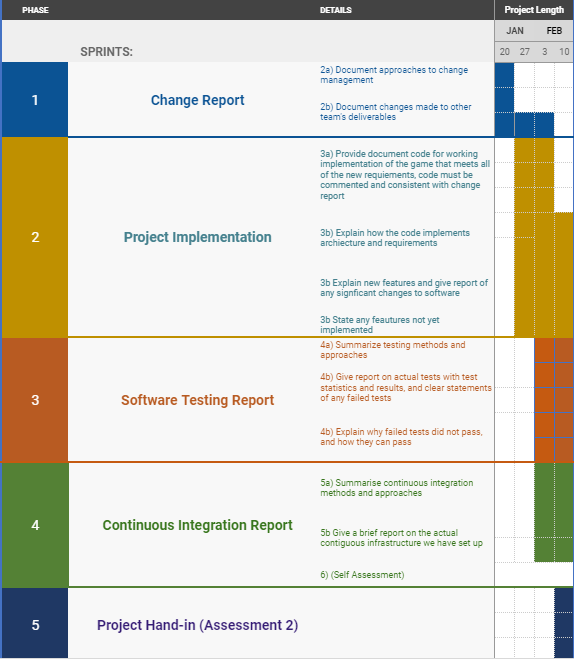 PHASE DETAILS Project Length
JAN FEB
SPRINTS: 20 27 3 10
1 Change Report
2a) Document approaches to change
management
2b) Document changes made to other
team's deliverables
2 Project Implementation
3a) Provide document code for working
implementation of the game that meets all
of the new requiements, code must be
commented and consistent with change
report
3b) Explain how the code implements
archiecture and requirements
3b Explain new features and give report of
any signficant changes to software
3b State any feautures not yet
implemented
3 Software Testing Report
4a) Summarize testing methods and
approaches
4b) Give report on actual tests with test
statistics and results, and clear statements
of any failed tests
4b) Explain why failed tests did not pass,
and how they can pass
4 Continuous Integration Report
5a) Summarise continuous integration
methods and approaches
5b Give a brief report on the actual
contiguous infrastructure we have set up
6) (Self Assessment)
5 Project Hand-in (Assessment 2)